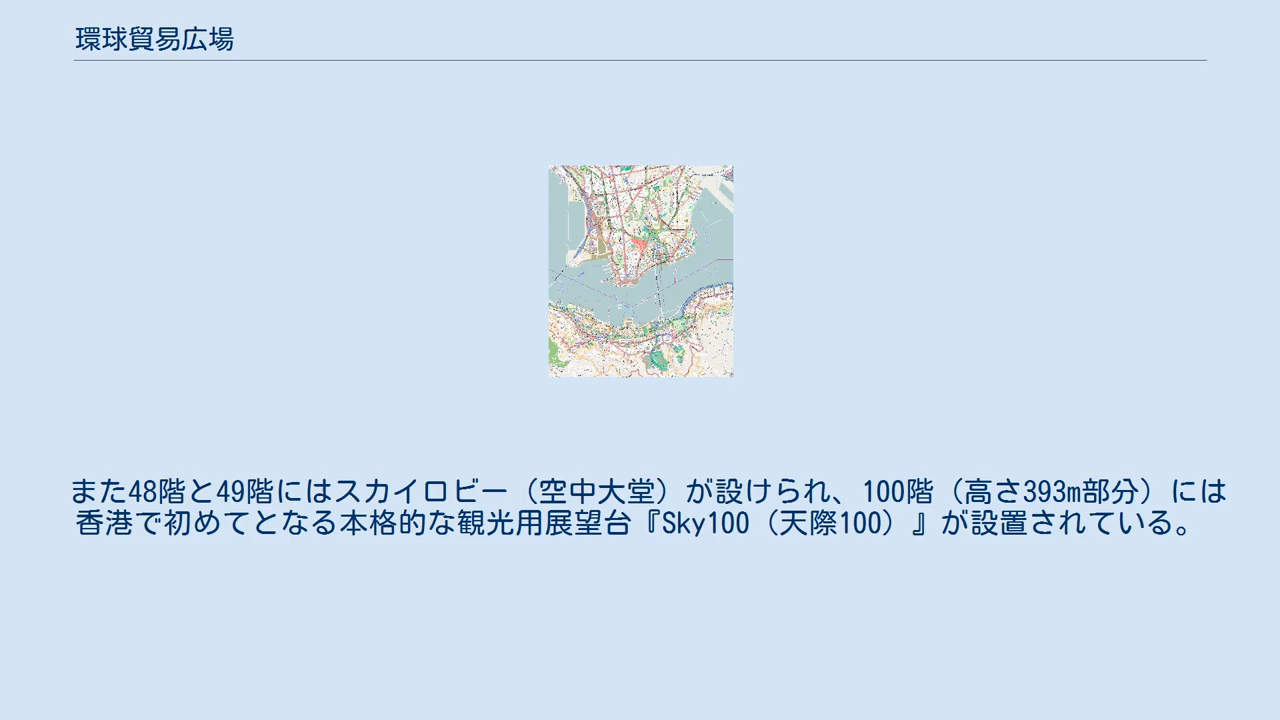 環球貿易広場
また48階と49階にはスカイロビー（空中大堂）が設けられ、100階（高さ393m部分）には
香港で初めてとなる本格的な観光用展望台『Sky100（天際100）』が設置されている。